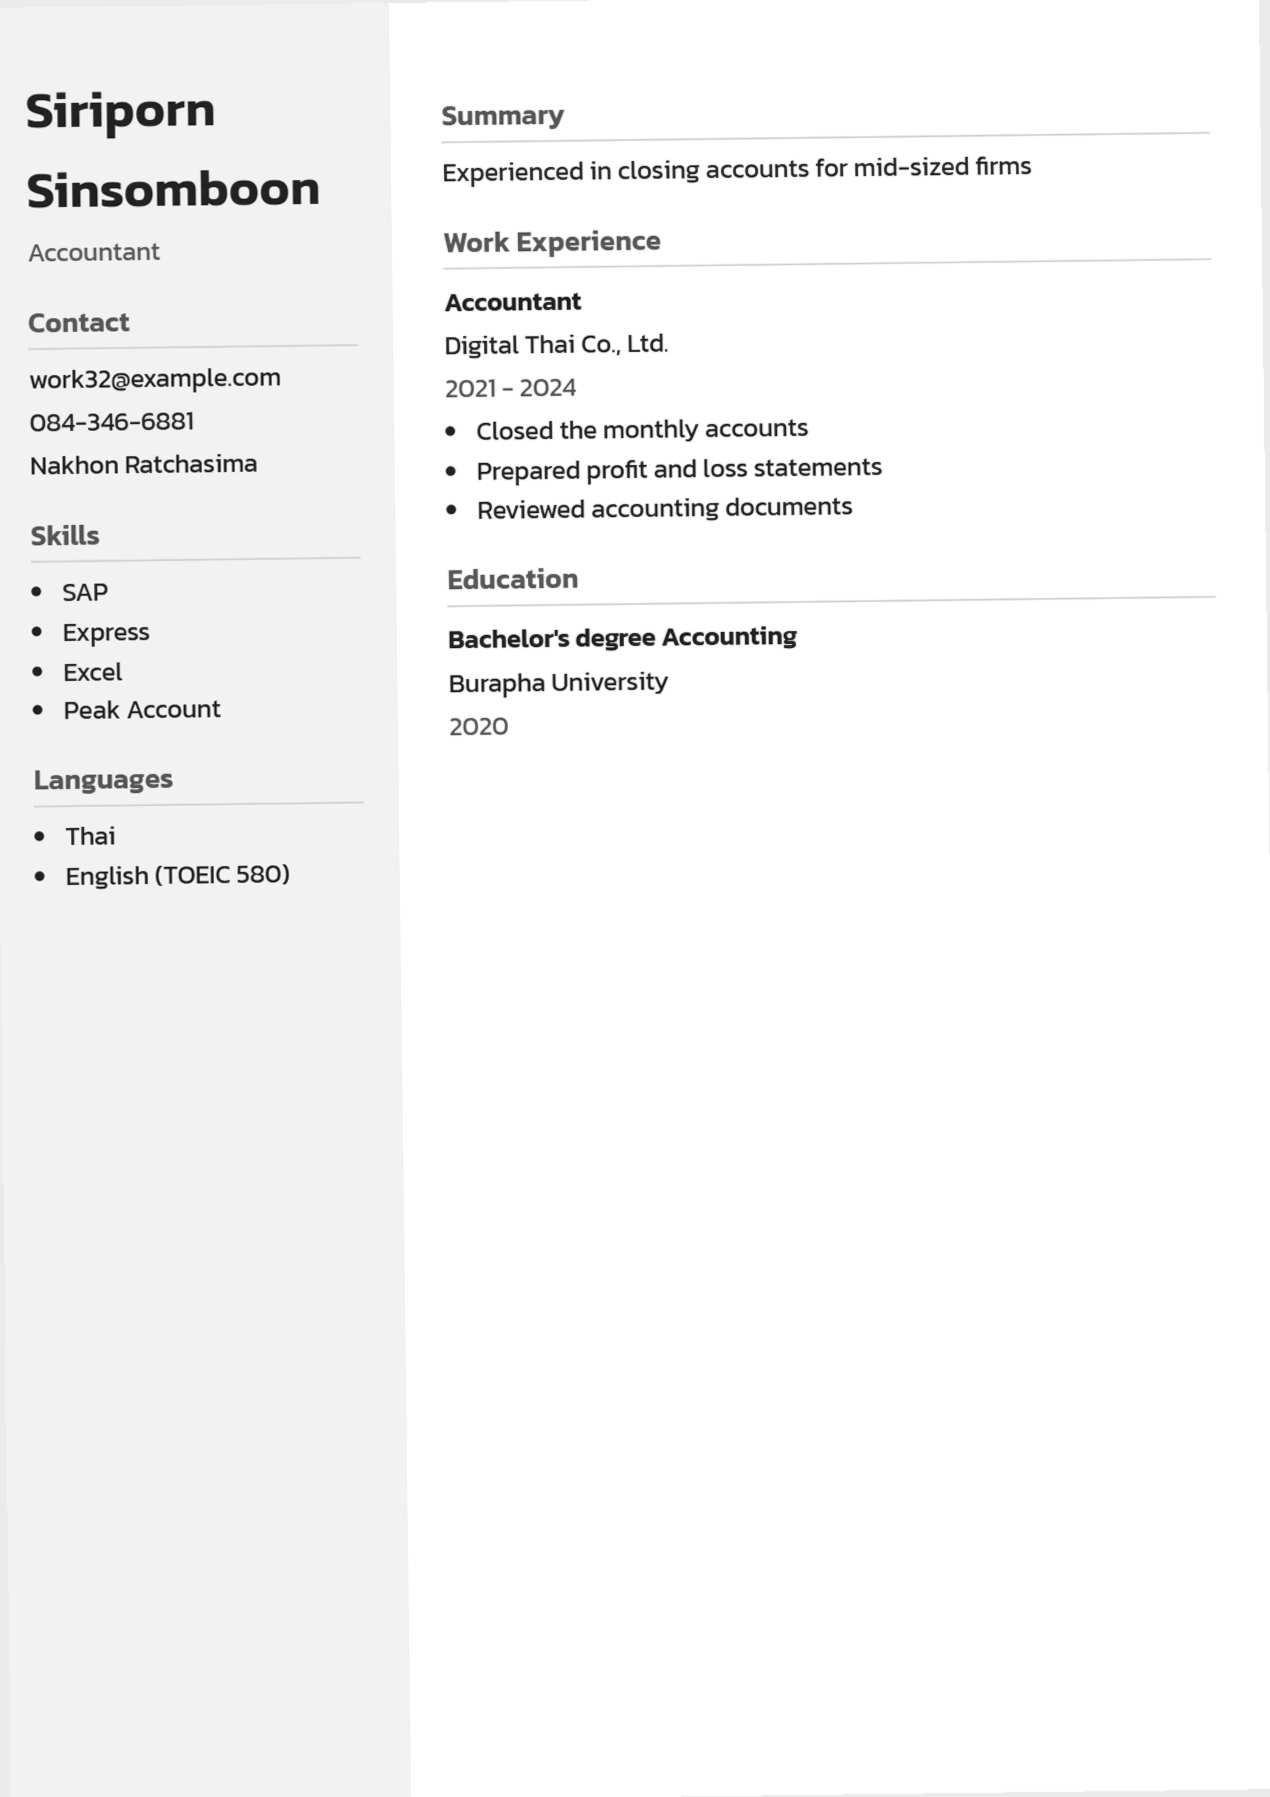 Siriporn
Sinsomboon
Accountant
Contact
work32@example.com
084-346-6881
Nakhon Ratchasima
Skills
• SAP
• Express
• Excel
• Peak Account
Languages
• Thai
• English (TOEIC 580)
Summary
Experienced in closing accounts for mid-sized firms
Work Experience
Accountant
Digital Thai Co., Ltd.
2021 – 2024
• Closed the monthly accounts
• Prepared profit and loss statements
• Reviewed accounting documents
Education
Bachelor's degree Accounting
Burapha University
2020